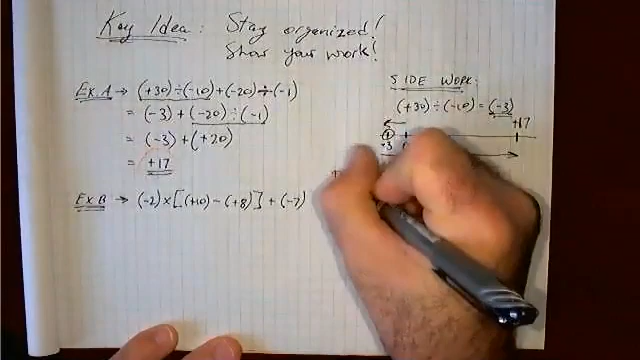 Key Idea: Stay organized!
Show your work!
Ex.A → (+30) ÷ (-10) + (-20) ÷ (-1)
= (-3) + (-20) ÷ (-1)
= (-3) + (+20)
= +17
SIDE WORK:
(+30) ÷ (-10) = (-3)
+17
-3
Ex.B → (-2) x [(+10) - (+8)] + (-7)